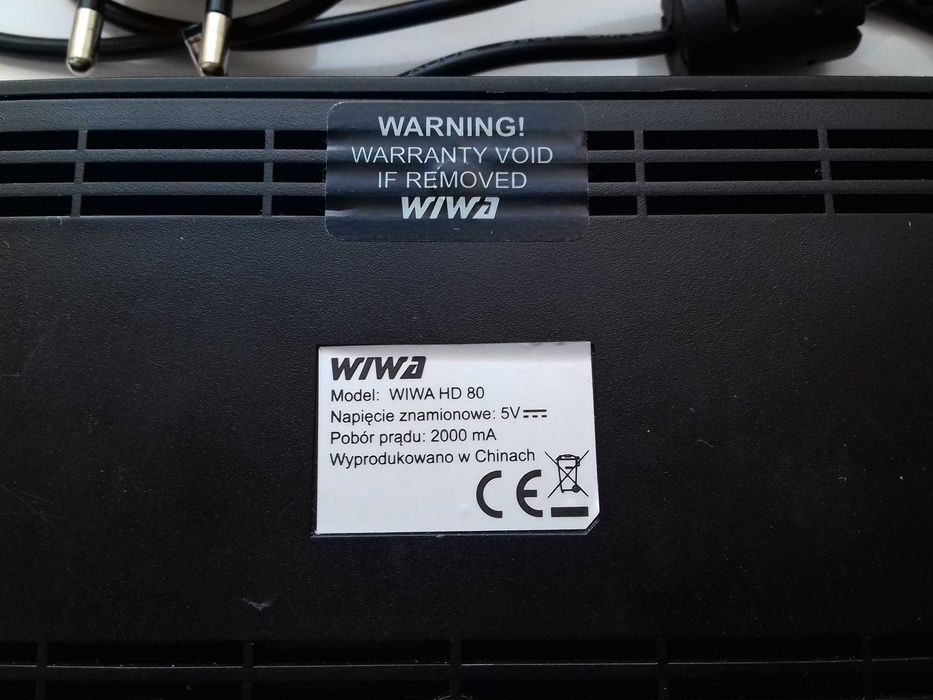 WARNING!
WARRANTY VOID
IF REMOVED
WIWA
WIWA
Model: WIWA HD 80
Napięcie znamionowe: 5V
Pobór prądu: 2000 mA
Wyprodukowano w Chinach
CE